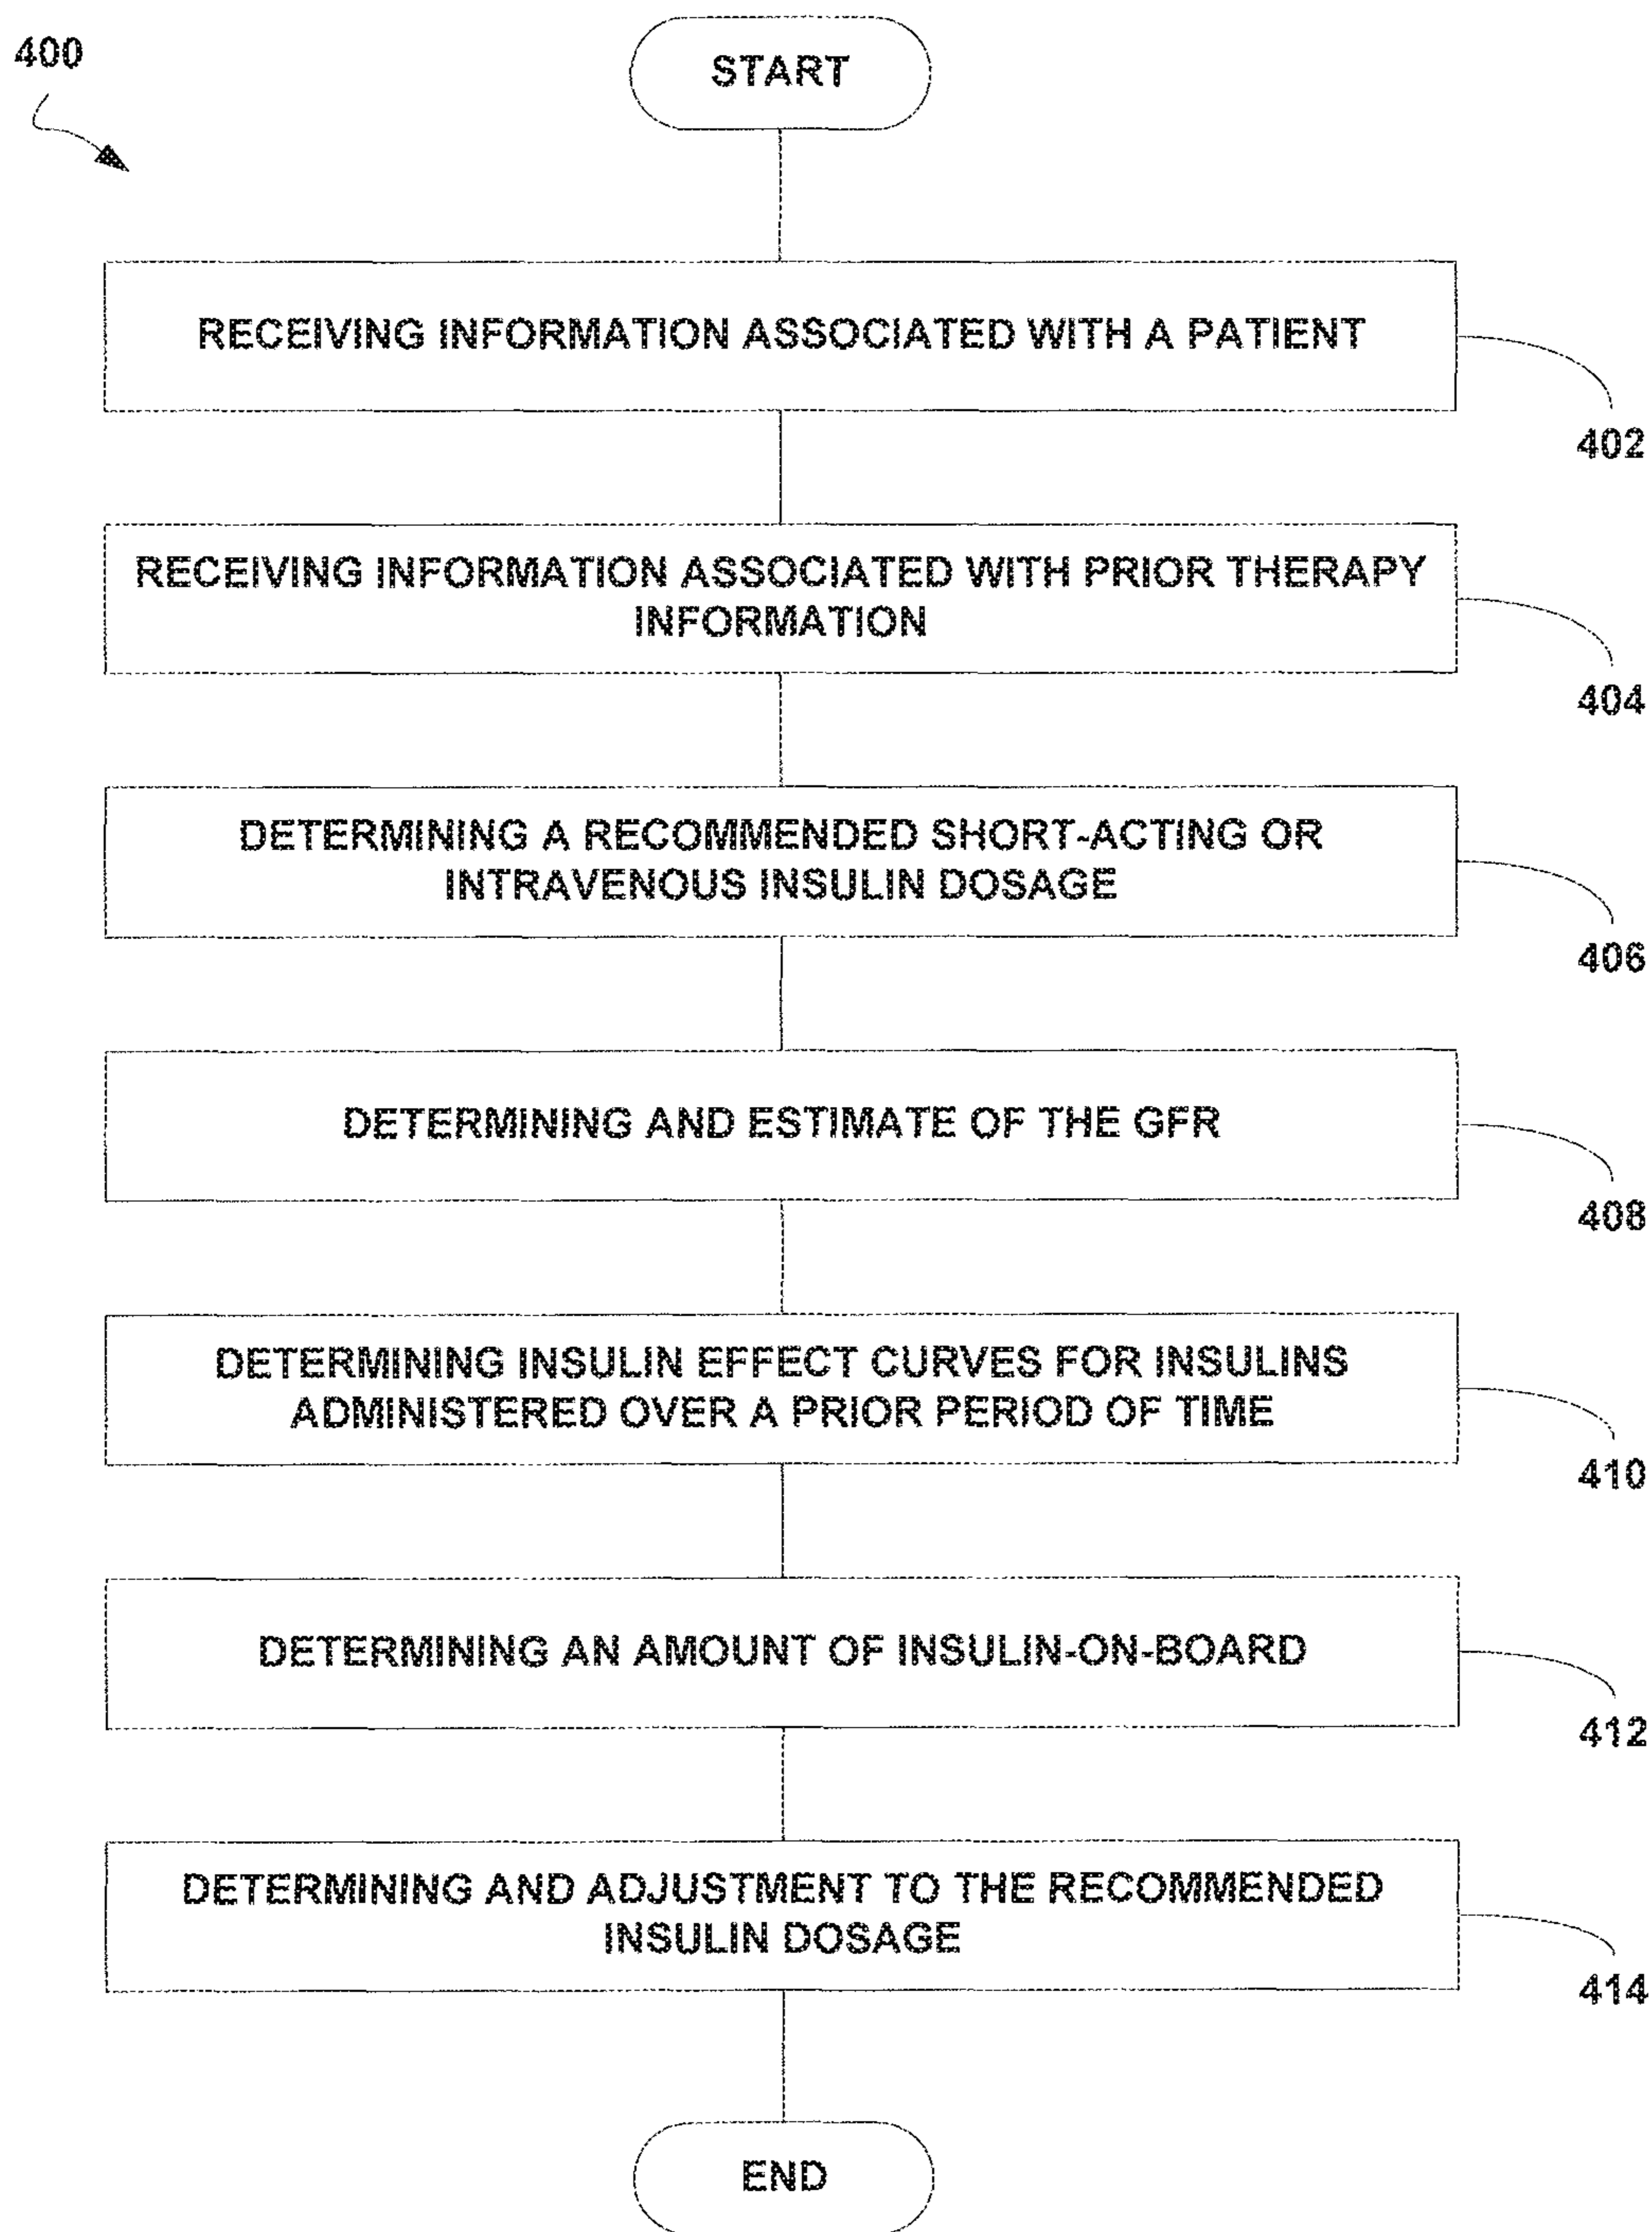 400
START
RECEIVING INFORMATION ASSOCIATED WITH A PATIENT
402
RECEIVING INFORMATION ASSOCIATED WITH PRIOR THERAPY
INFORMATION
404
DETERMINING A RECOMMENDED SHORT-ACTING OR
INTRAVENOUS INSULIN DOSAGE
406
DETERMINING AND ESTIMATE OF THE GFR
408
DETERMINING INSULIN EFFECT CURVES FOR INSULINS
ADMINISTERED OVER A PRIOR PERIOD OF TIME
410
DETERMINING AN AMOUNT OF INSULIN-ON-BOARD
412
DETERMINING AND ADJUSTMENT TO THE RECOMMENDED
INSULIN DOSAGE
414
END